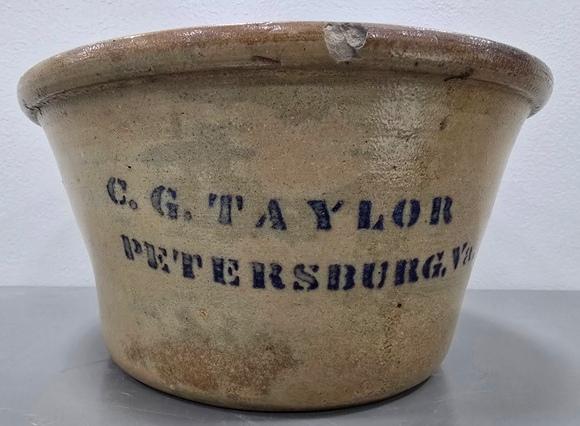 C. G. TAYLOR
PETERSBURG, Va.